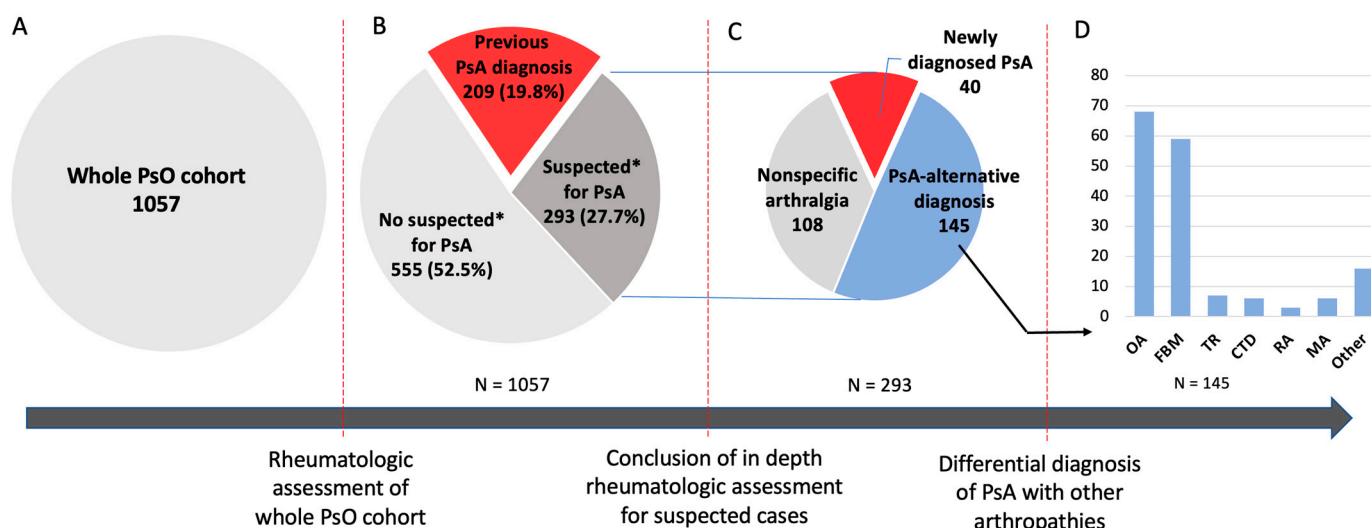 A
Whole PsO cohort
1057
B
Previous
PsA diagnosis
209 (19.8%)
Suspected*
for PsA
293 (27.7%)
No suspected*
for PsA
555 (52.5%)
N = 1057
C
Newly
diagnosed PsA
40
Nonspecific
arthralgia
108
PsA-alternative
diagnosis
145
N = 293
D
80
70
60
50
40
30
20
10
0
OA
FBM
TR
CTD
RA
MA
Other
N = 145
Rheumatologic
assessment of
whole PsO cohort
Conclusion of in depth
rheumatologic assessment
for suspected cases
Differential diagnosis
of PsA with other
arthropathies